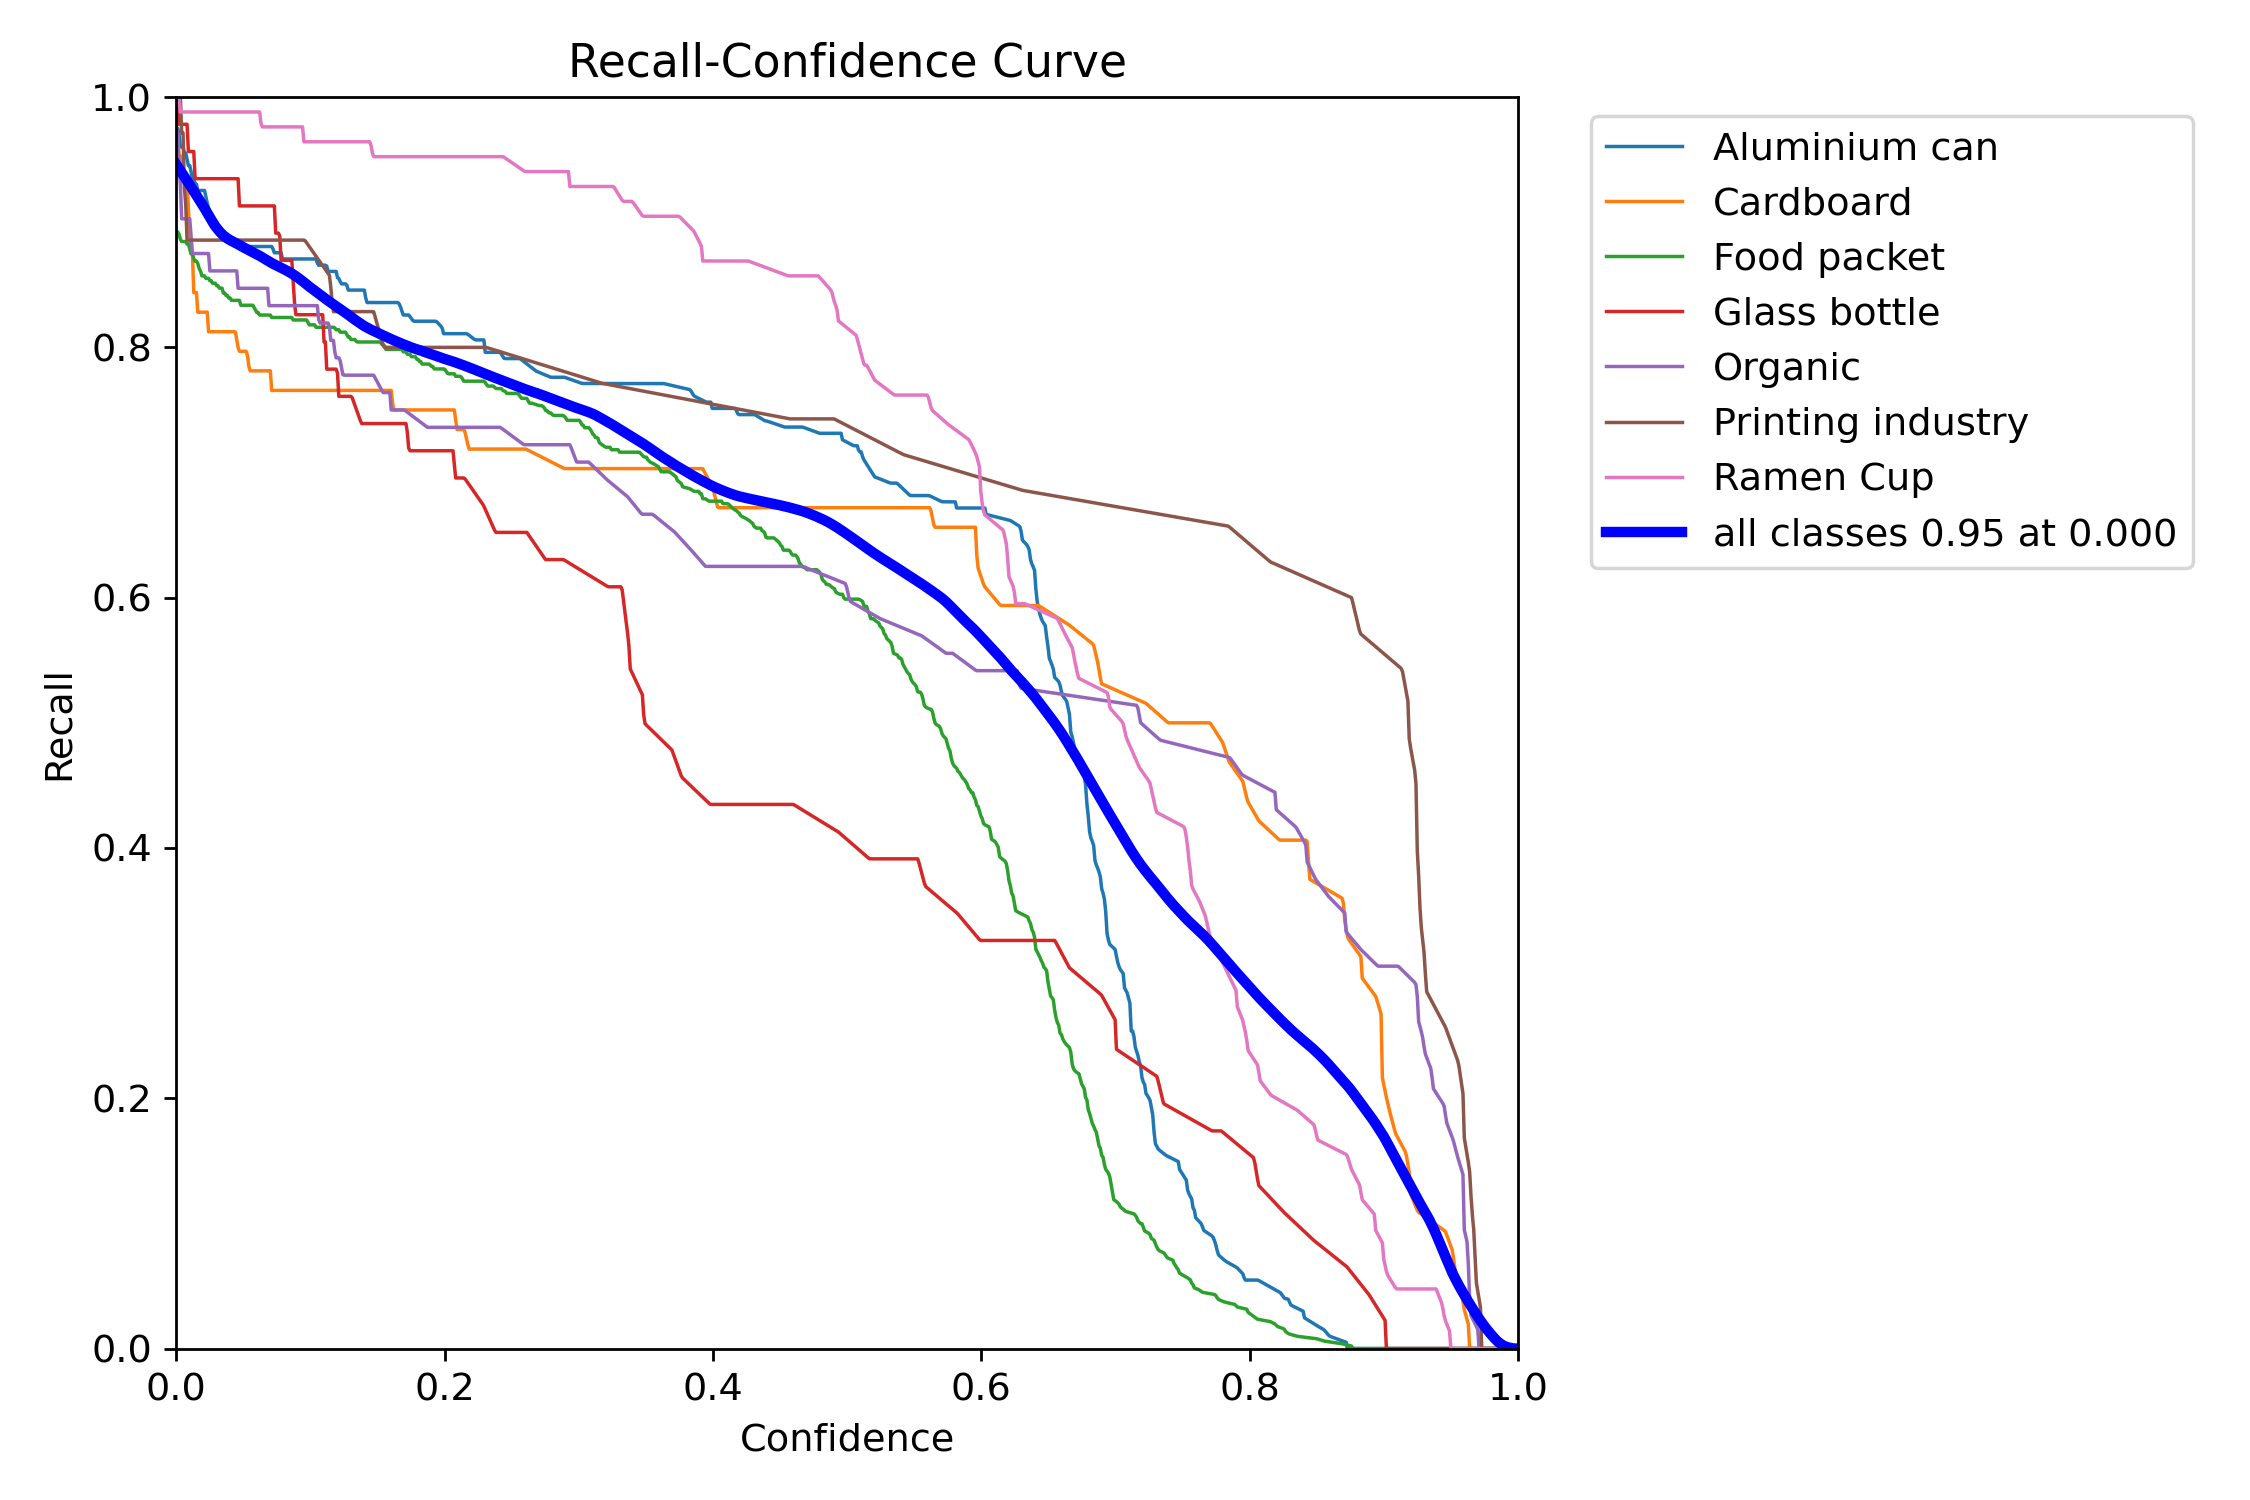 Recall-Confidence Curve
1.0
0.8
0.6
0.4
0.2
0.0
Recall
0.0 0.2 0.4 0.6 0.8 1.0
Confidence
Aluminium can
Cardboard
Food packet
Glass bottle
Organic
Printing industry
Ramen Cup
all classes 0.95 at 0.000